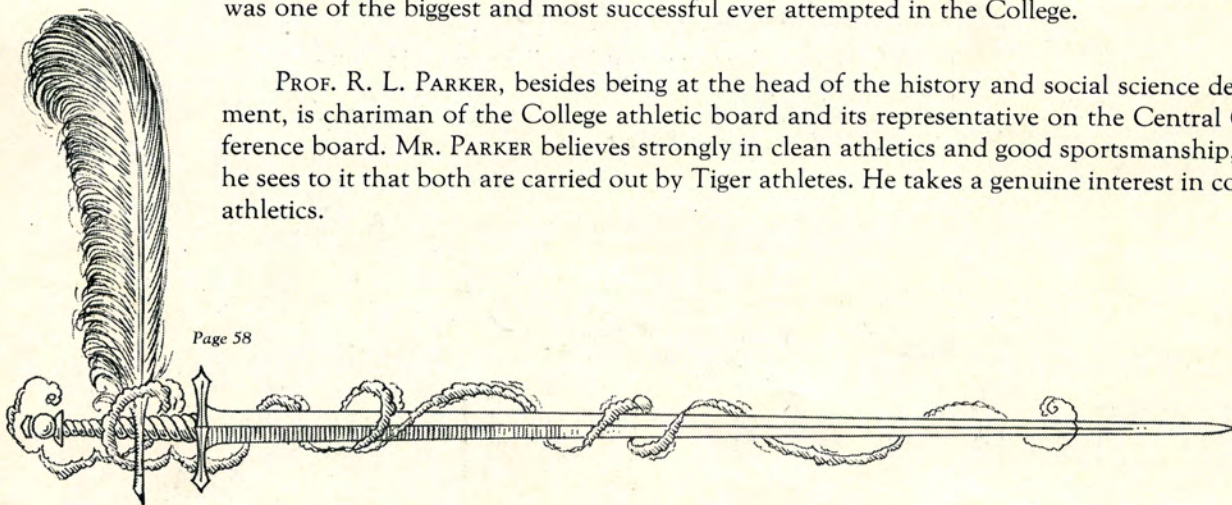 was one of the biggest and most successful ever attempted in the College.
PROF. R. L. PARKER, besides being at the head of the history and social science de
ment, is chariman of the College athletic board and its representative on the Central
ference board. MR. PARKER believes strongly in clean athletics and good sportsmanship,
he sees to it that both are carried out by Tiger athletes. He takes a genuine interest in co
athletics.
Page 58